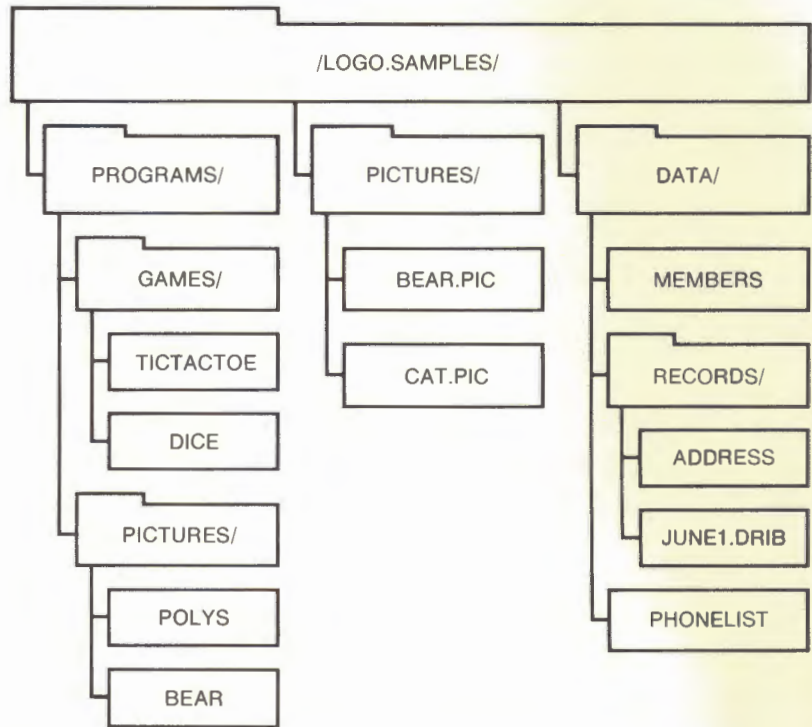 /LOGO.SAMPLES/
PROGRAMS/
GAMES/
TICTACTOE
DICE
PICTURES/
POLYS
BEAR
PICTURES/
BEAR.PIC
CAT.PIC
DATA/
MEMBERS
RECORDS/
ADDRESS
JUNE1.DRIB
PHONELIST